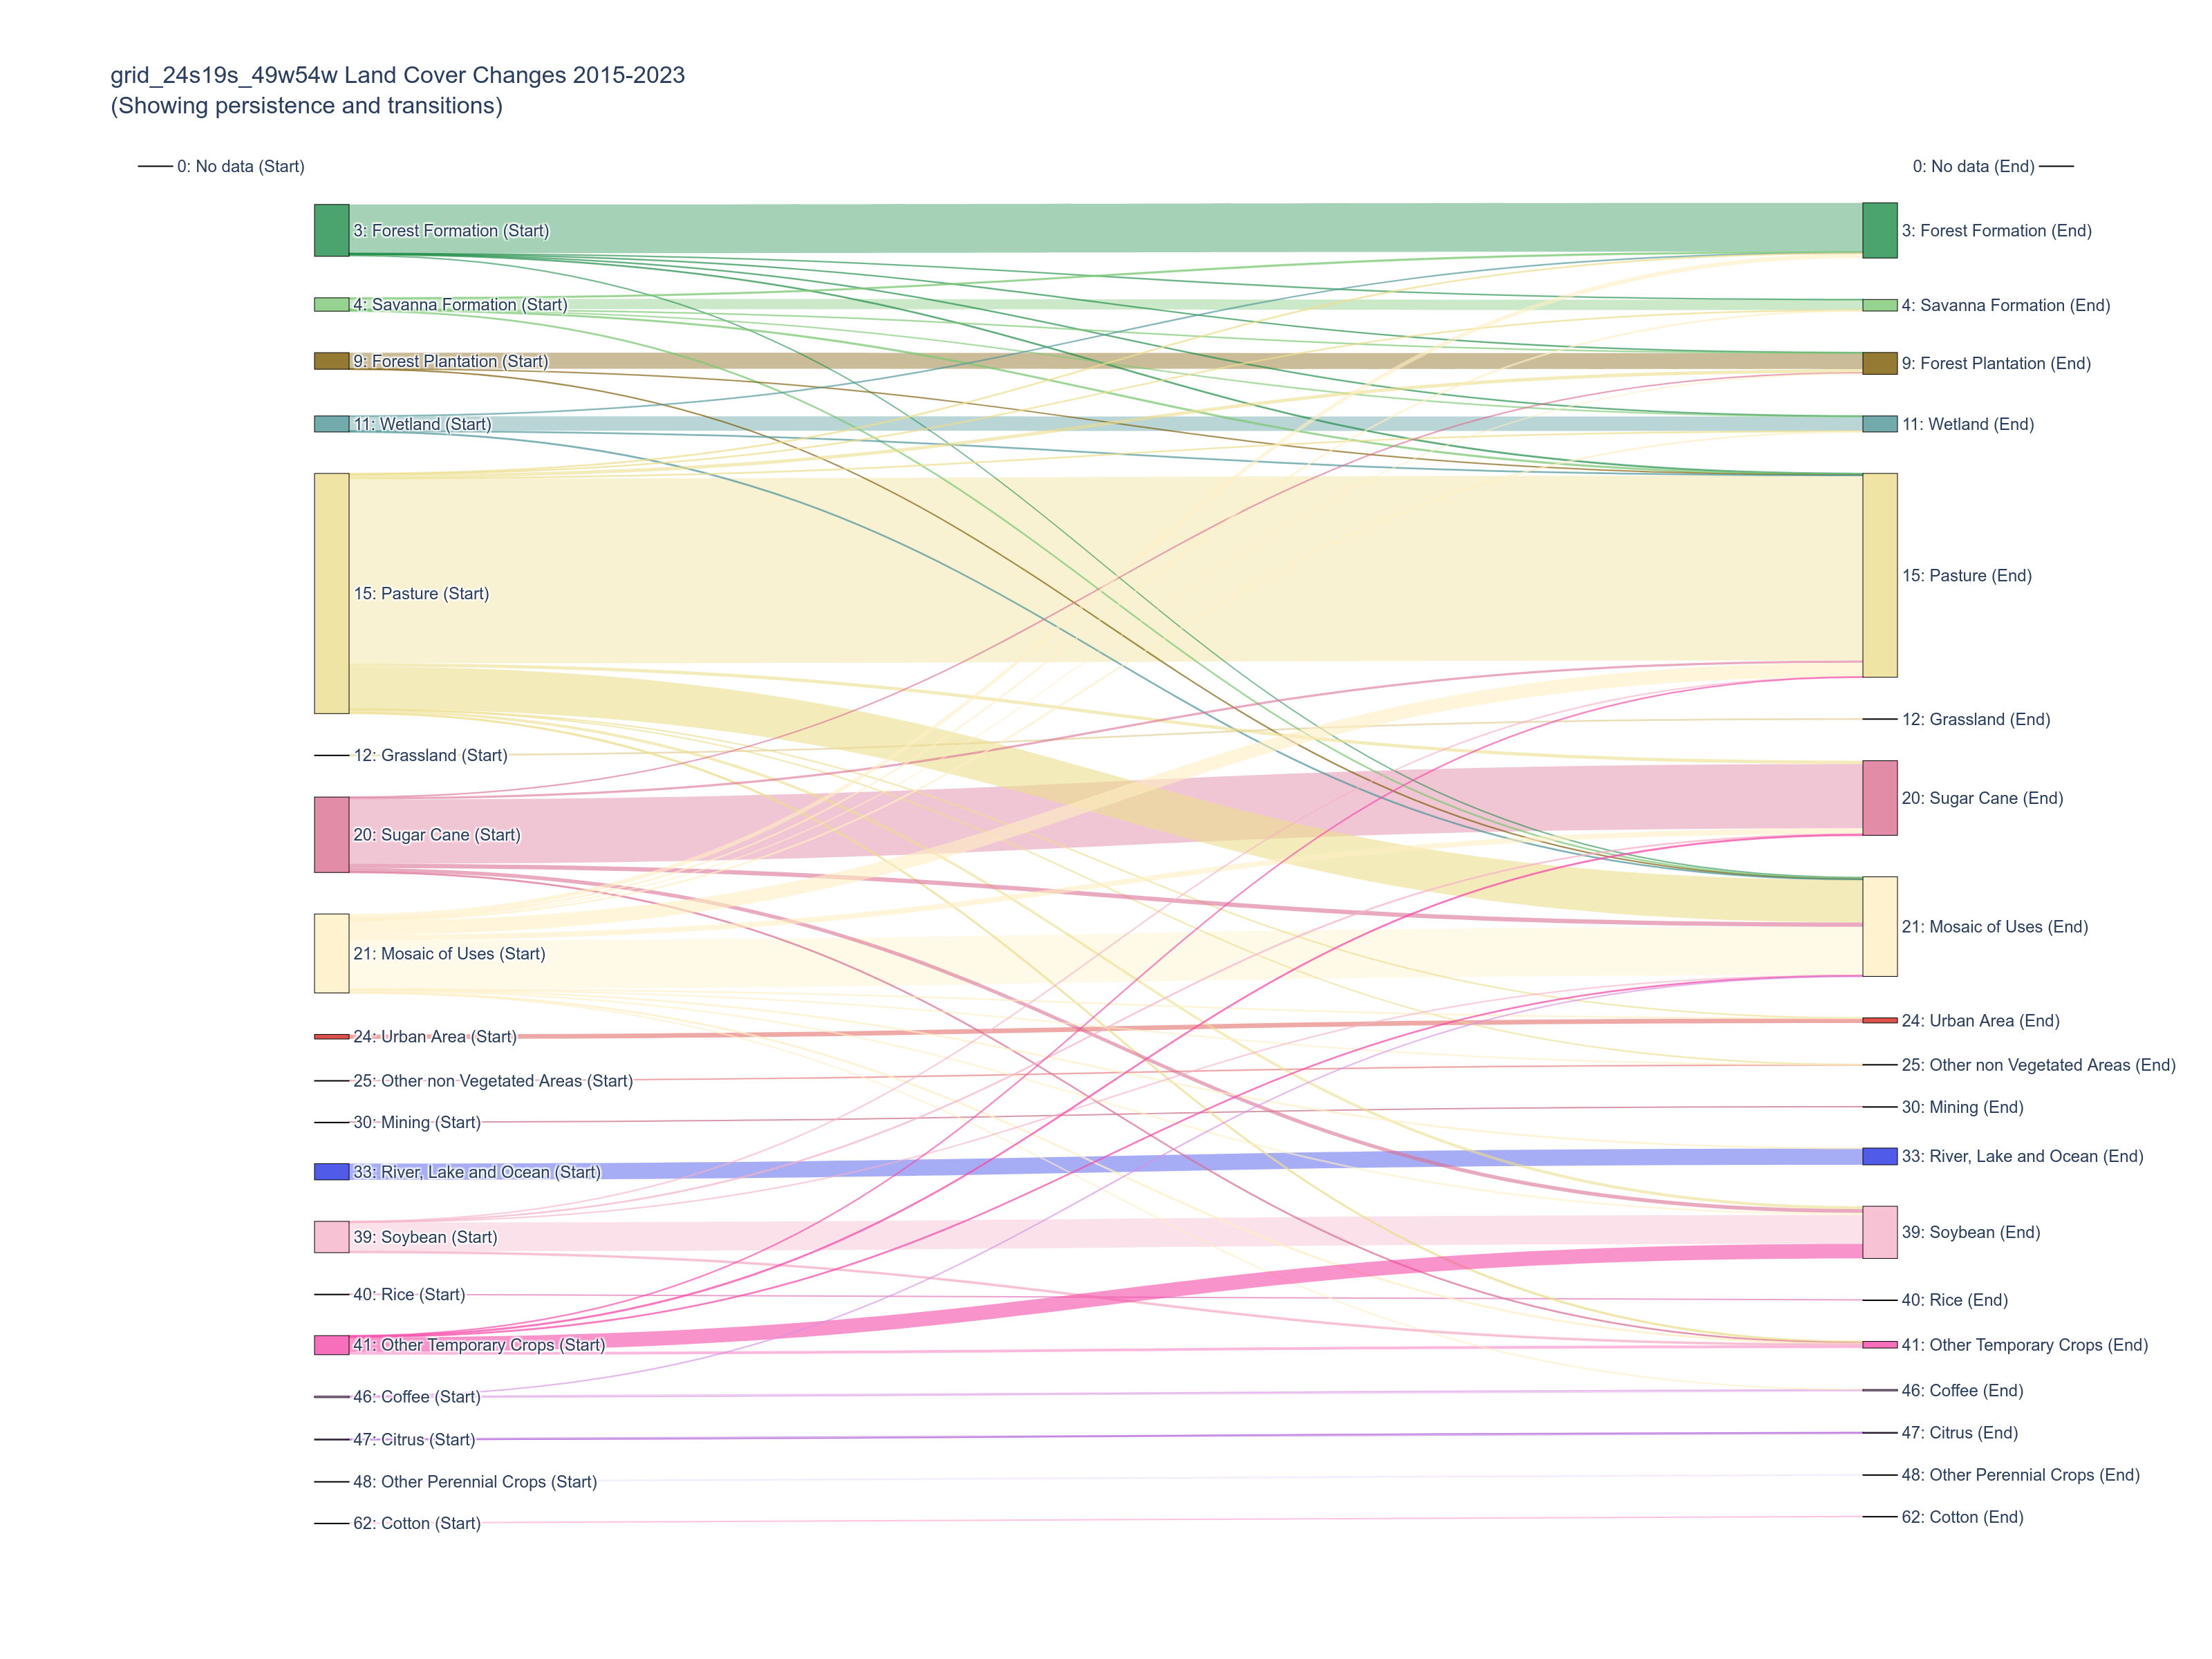 grid_24s19s_49w54w Land Cover Changes 2015-2023
(Showing persistence and transitions)
0: No data (Start)
0: No data (End)
3: Forest Formation (Start)
3: Forest Formation (End)
4: Savanna Formation (Start)
4: Savanna Formation (End)
9: Forest Plantation (Start)
9: Forest Plantation (End)
11: Wetland (Start)
11: Wetland (End)
15: Pasture (Start)
15: Pasture (End)
12: Grassland (Start)
12: Grassland (End)
20: Sugar Cane (Start)
20: Sugar Cane (End)
21: Mosaic of Uses (Start)
21: Mosaic of Uses (End)
24: Urban Area (Start)
24: Urban Area (End)
25: Other non Vegetated Areas (Start)
25: Other non Vegetated Areas (End)
30: Mining (Start)
30: Mining (End)
33: River, Lake and Ocean (Start)
33: River, Lake and Ocean (End)
39: Soybean (Start)
39: Soybean (End)
40: Rice (Start)
40: Rice (End)
41: Other Temporary Crops (Start)
41: Other Temporary Crops (End)
46: Coffee (Start)
46: Coffee (End)
47: Citrus (Start)
47: Citrus (End)
48: Other Perennial Crops (Start)
48: Other Perennial Crops (End)
62: Cotton (Start)
62: Cotton (End)